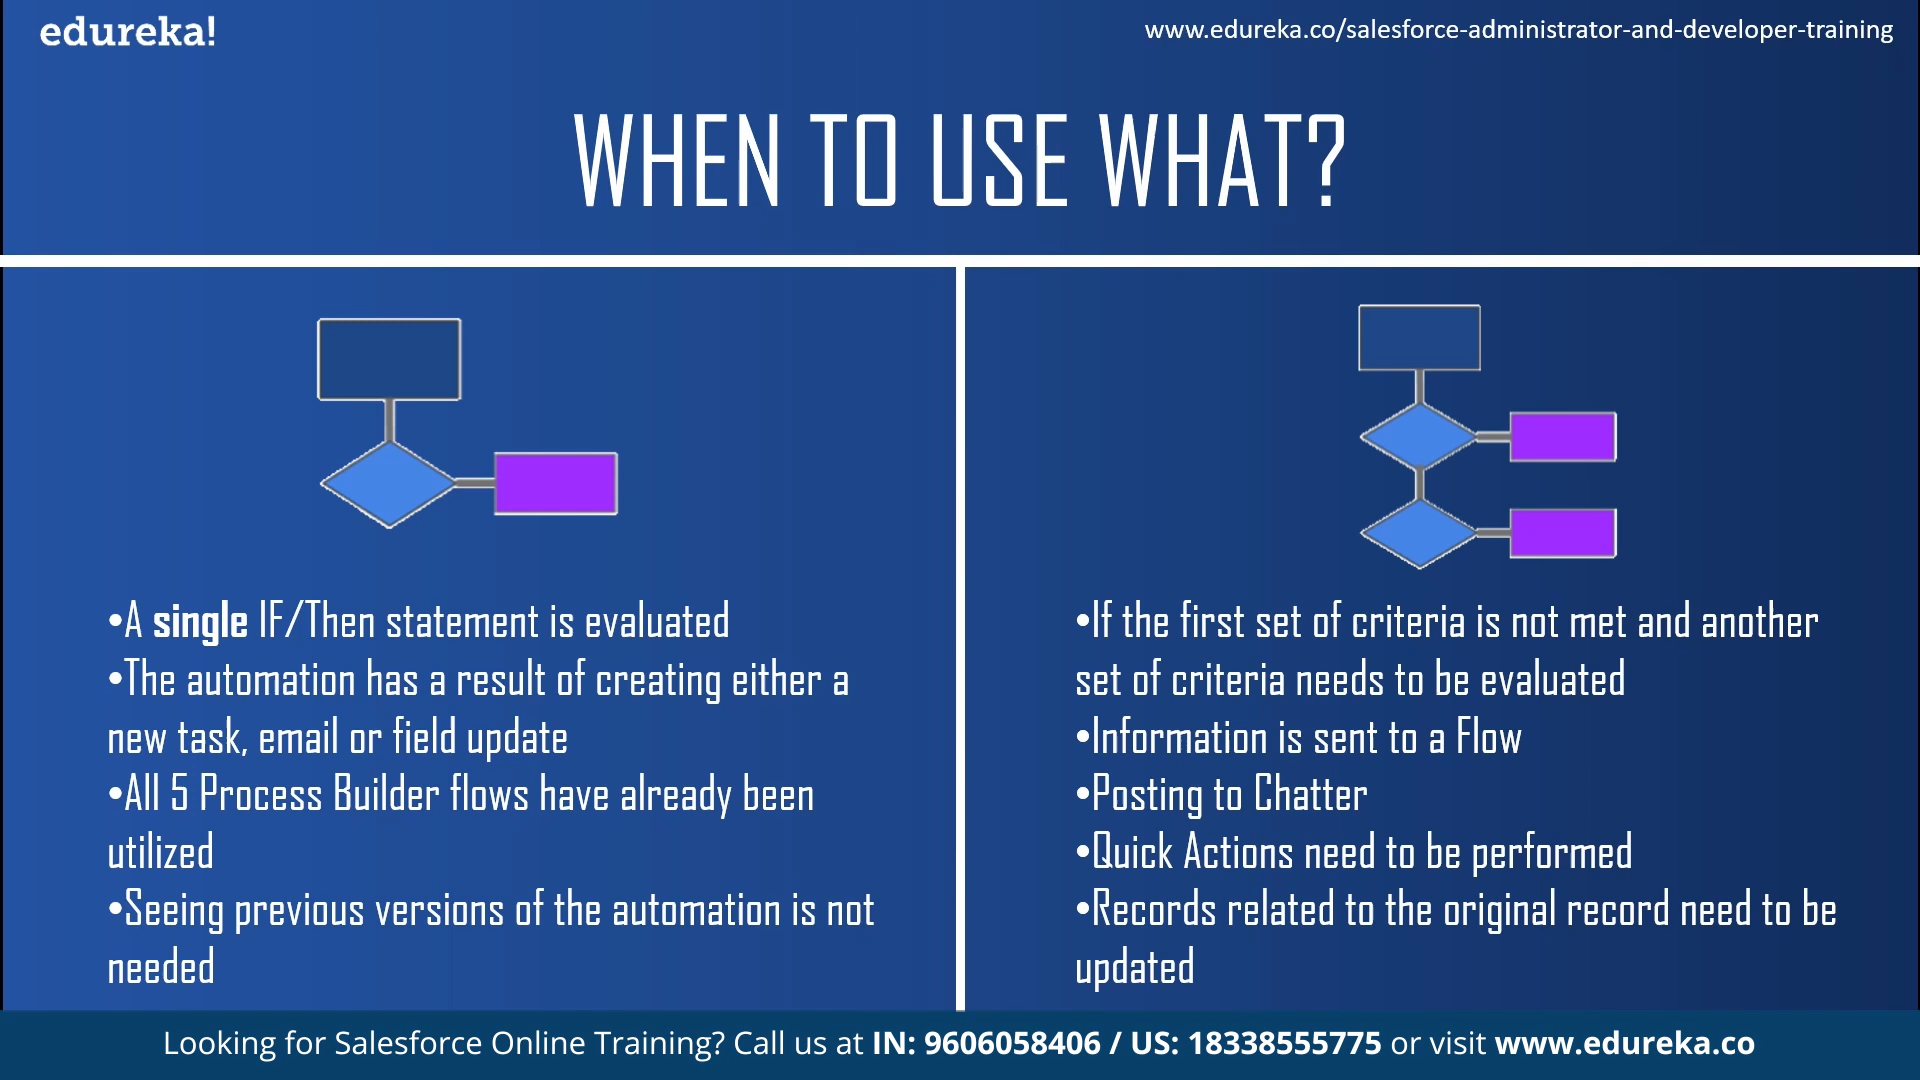 edureka!
www.edureka.co/salesforce-administrator-and-developer-training
WHEN TO USE WHAT?
•A single IF/Then statement is evaluated
•The automation has a result of creating either a
new task, email or field update
•All 5 Process Builder flows have already been
utilized
•Seeing previous versions of the automation is not
needed
•If the first set of criteria is not met and another
set of criteria needs to be evaluated
•Information is sent to a Flow
•Posting to Chatter
•Quick Actions need to be performed
•Records related to the original record need to be
updated
Looking for Salesforce Online Training? Call us at IN: 9606058406 / US: 18338555775 or visit www.edureka.co